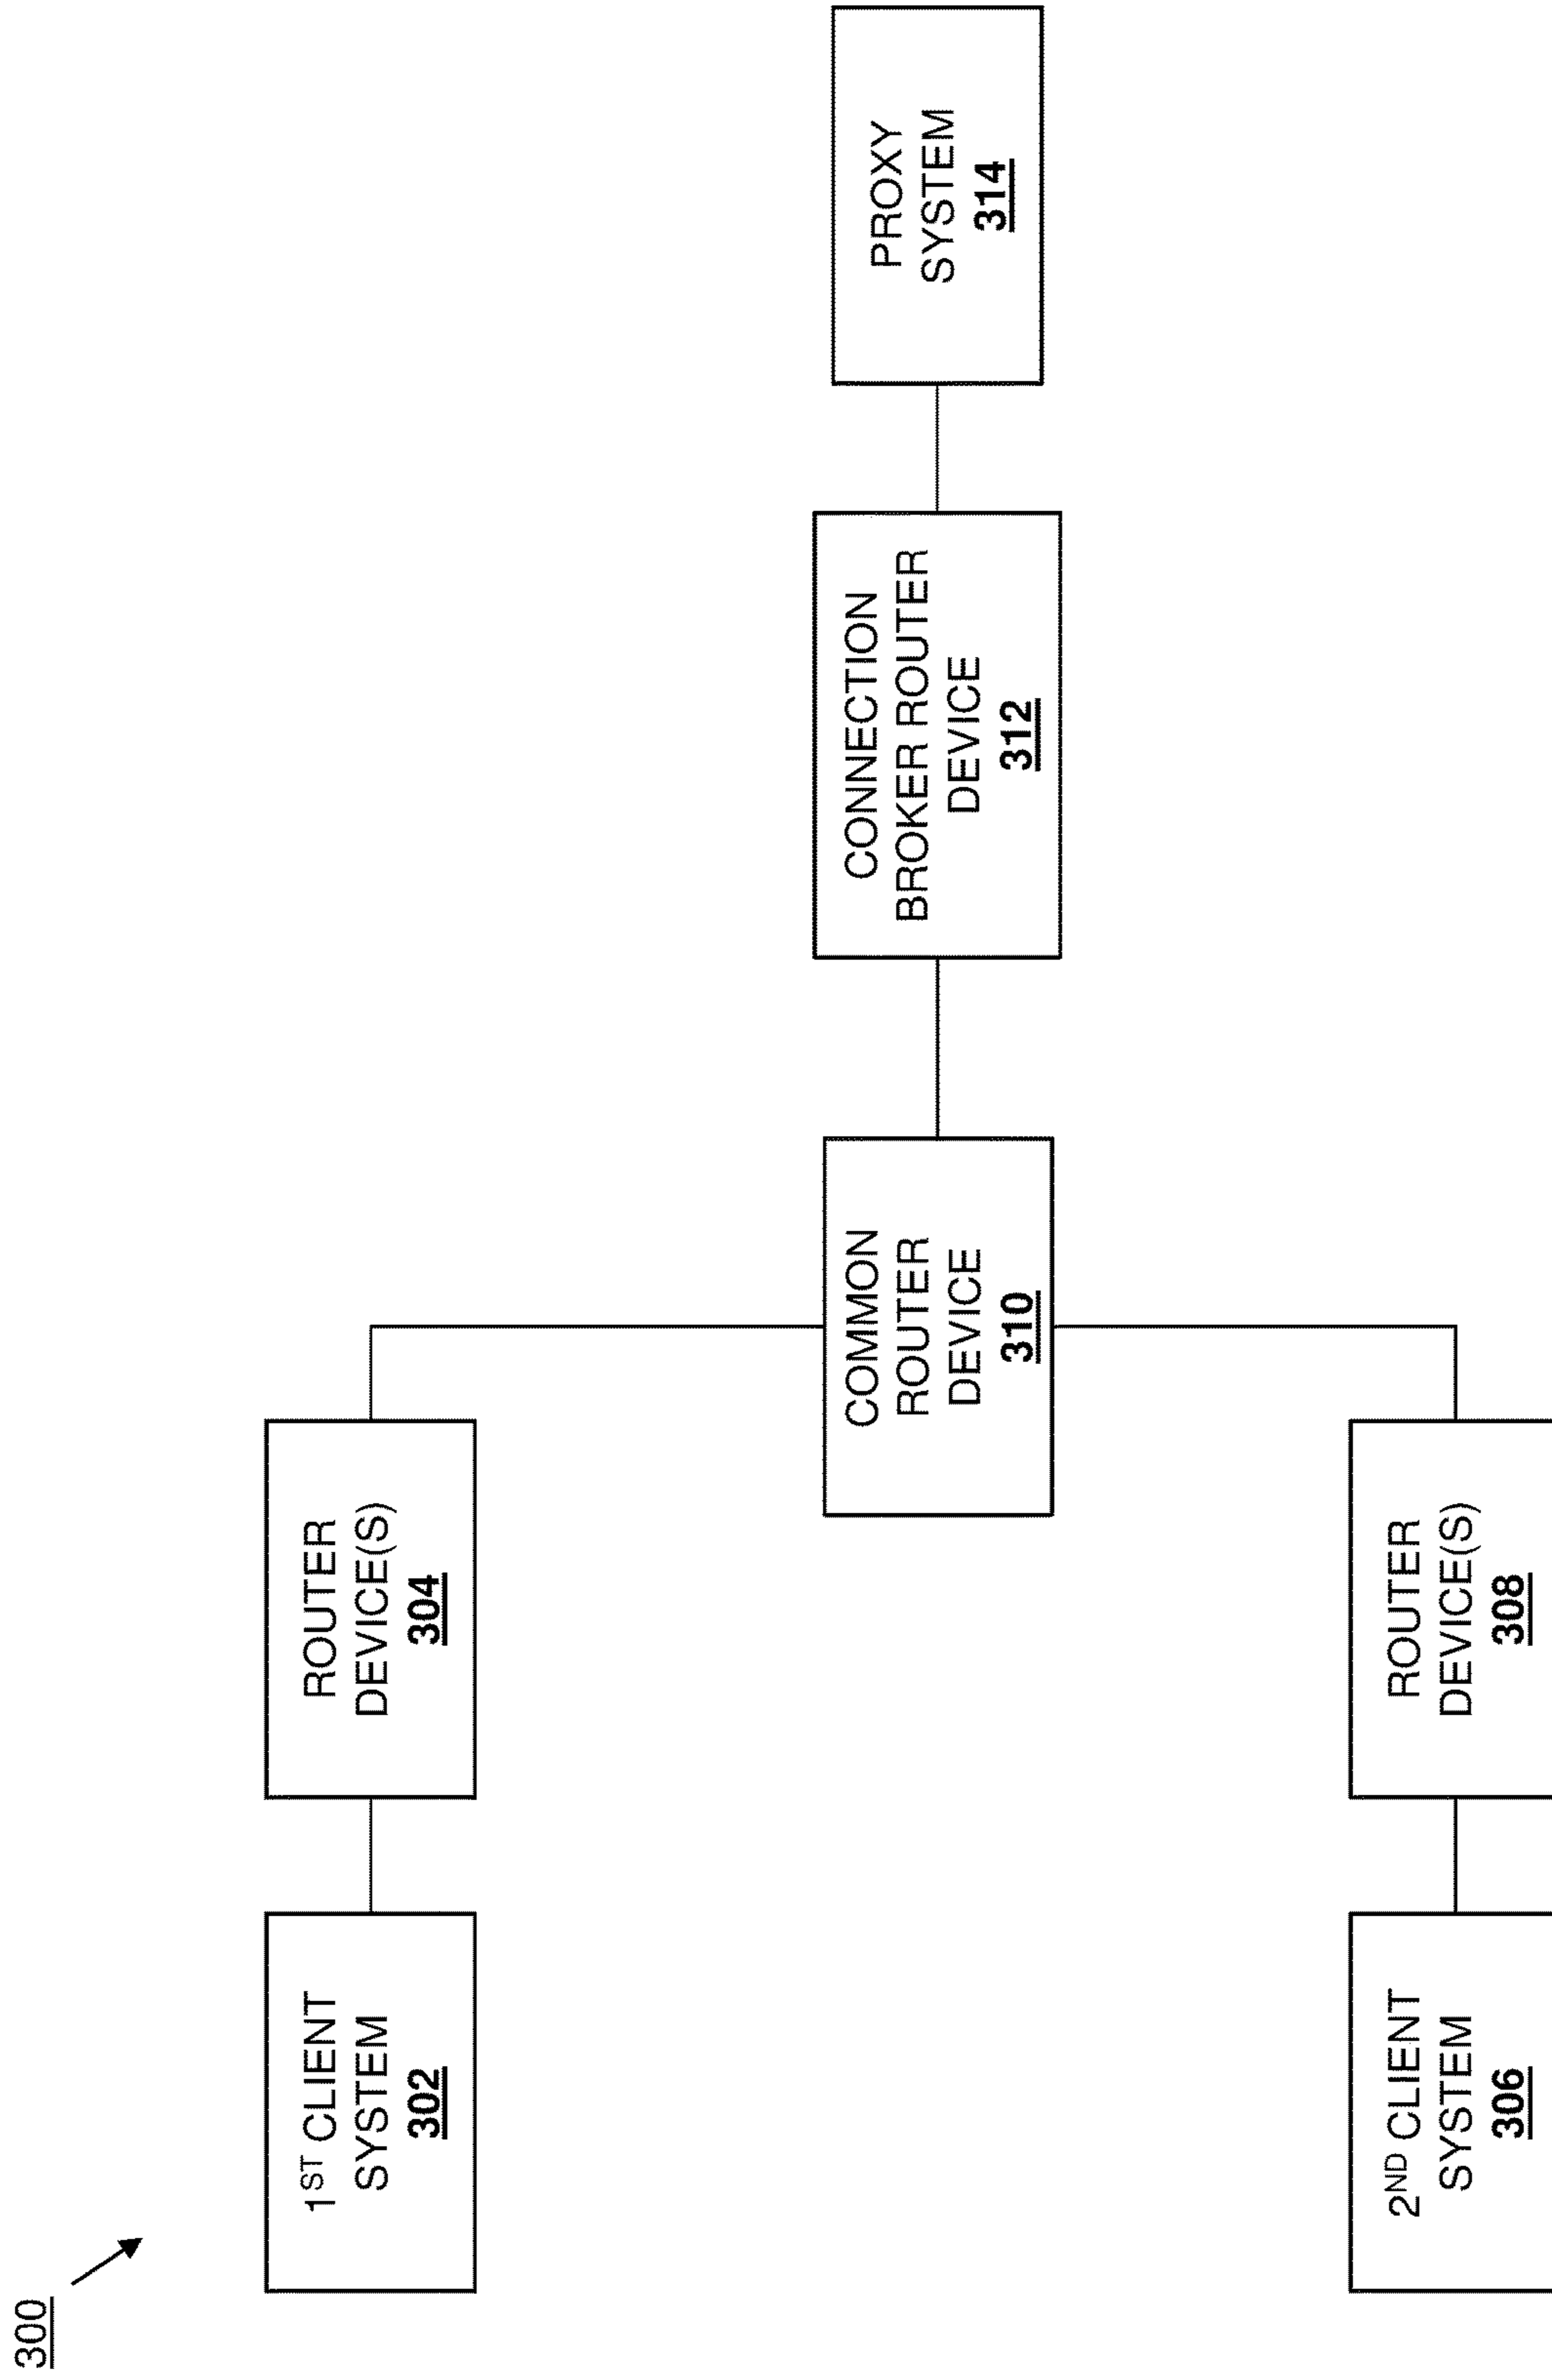 300
1ST CLIENT
SYSTEM
302
ROUTER
DEVICE(S)
304
COMMON
ROUTER
DEVICE
310
CONNECTION
BROKER ROUTER
DEVICE
312
PROXY
SYSTEM
314
2ND CLIENT
SYSTEM
306
ROUTER
DEVICE(S)
308